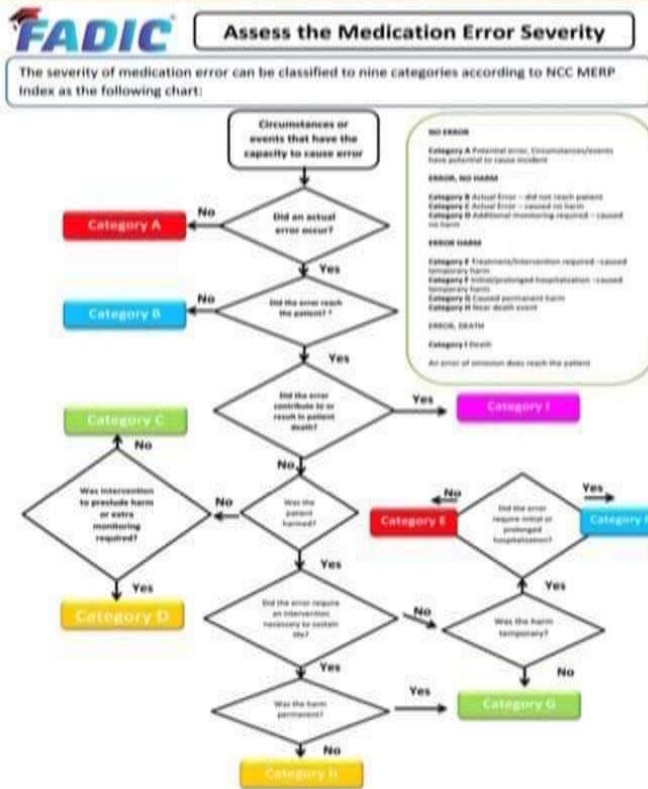 FADIC
Assess the Medication Error Severity
The severity of medication error can be classified to nine categories according to NCC MERP
Index as the following chart:
Circumstances or
events that have the
capacity to cause error
NO ERROR
Category A Potential error, Circumstances/events
have potential to cause incident
ERROR, NO HARM
Category B Actual Error – did not reach patient
Category C Actual Error – caused no harm
Category D Additional monitoring required – caused
no harm
ERROR HARM
Category E Treatment/Intervention required –caused
temporary harm
Category F Initial/prolonged hospitalization –caused
temporary harm
Category G Caused permanent harm
Category H Near death event
ERROR, DEATH
Category I Death
An error of omission does reach the patient
Did an actual
error occur?
No
Category A
Yes
Did the error reach
the patient? *
No
Category B
Yes
Did the error
contribute to or
result in patient
death?
Yes
Category I
No
Category C
No
Was intervention
to preclude harm
or extra
monitoring
required?
No
Was the
patient
harmed?
No
Category E
Did the error
require initial or
prolonged
hospitalization?
Yes
Category
Yes
Category D
Yes
Did the error require
an intervention
necessary to sustain
life?
No
Yes
Was the harm
temporary?
Yes
No
Was the harm
permanent?
Yes
Category G
No
Category H